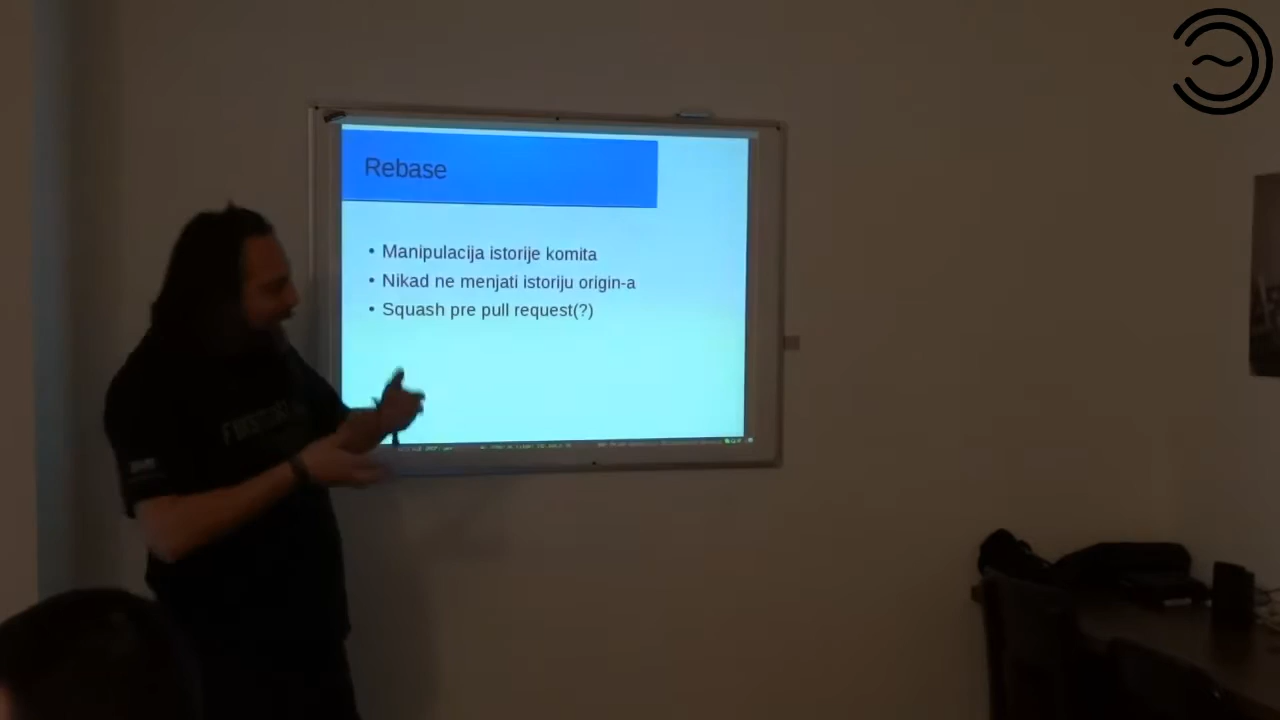 Rebase
• Manipulacija istorije komita
• Nikad ne menjati istoriju origin-a
• Squash pre pull request(?)